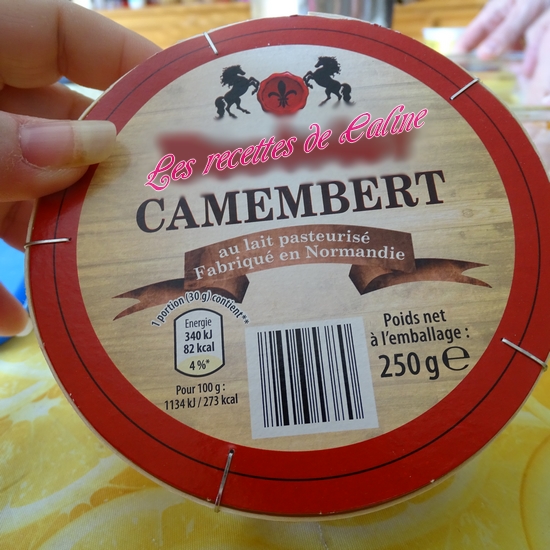 Les recettes de Caline
CAMEMBERT
au lait pasteurisé
Fabriqué en Normandie
1 portion (30 g) contient**
Energie
340 kJ
82 kcal
4 %*
Pour 100 g :
1134 kJ / 273 kcal
Poids net
à l'emballage :
250 g e